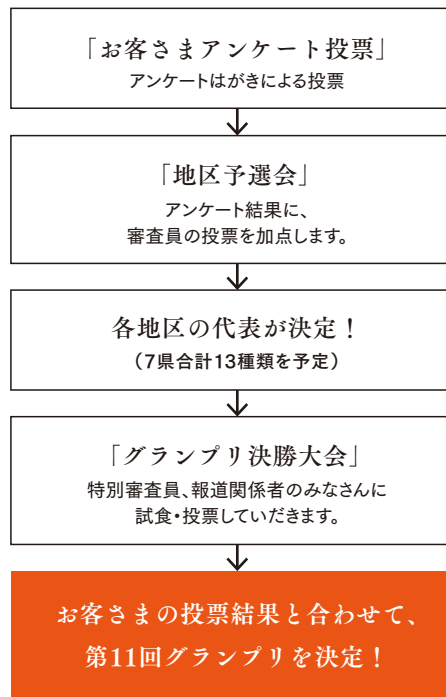 「お客さまアンケート投票」
アンケートはがきによる投票
「地区予選会」
アンケート結果に、
審査員の投票を加点します。
各地区の代表が決定！
（7県合計13種類を予定）
「グランプリ決勝大会」
特別審査員、報道関係者のみなさんに
試食・投票していだきます。
お客さまの投票結果と合わせて、
第11回グランプリを決定！